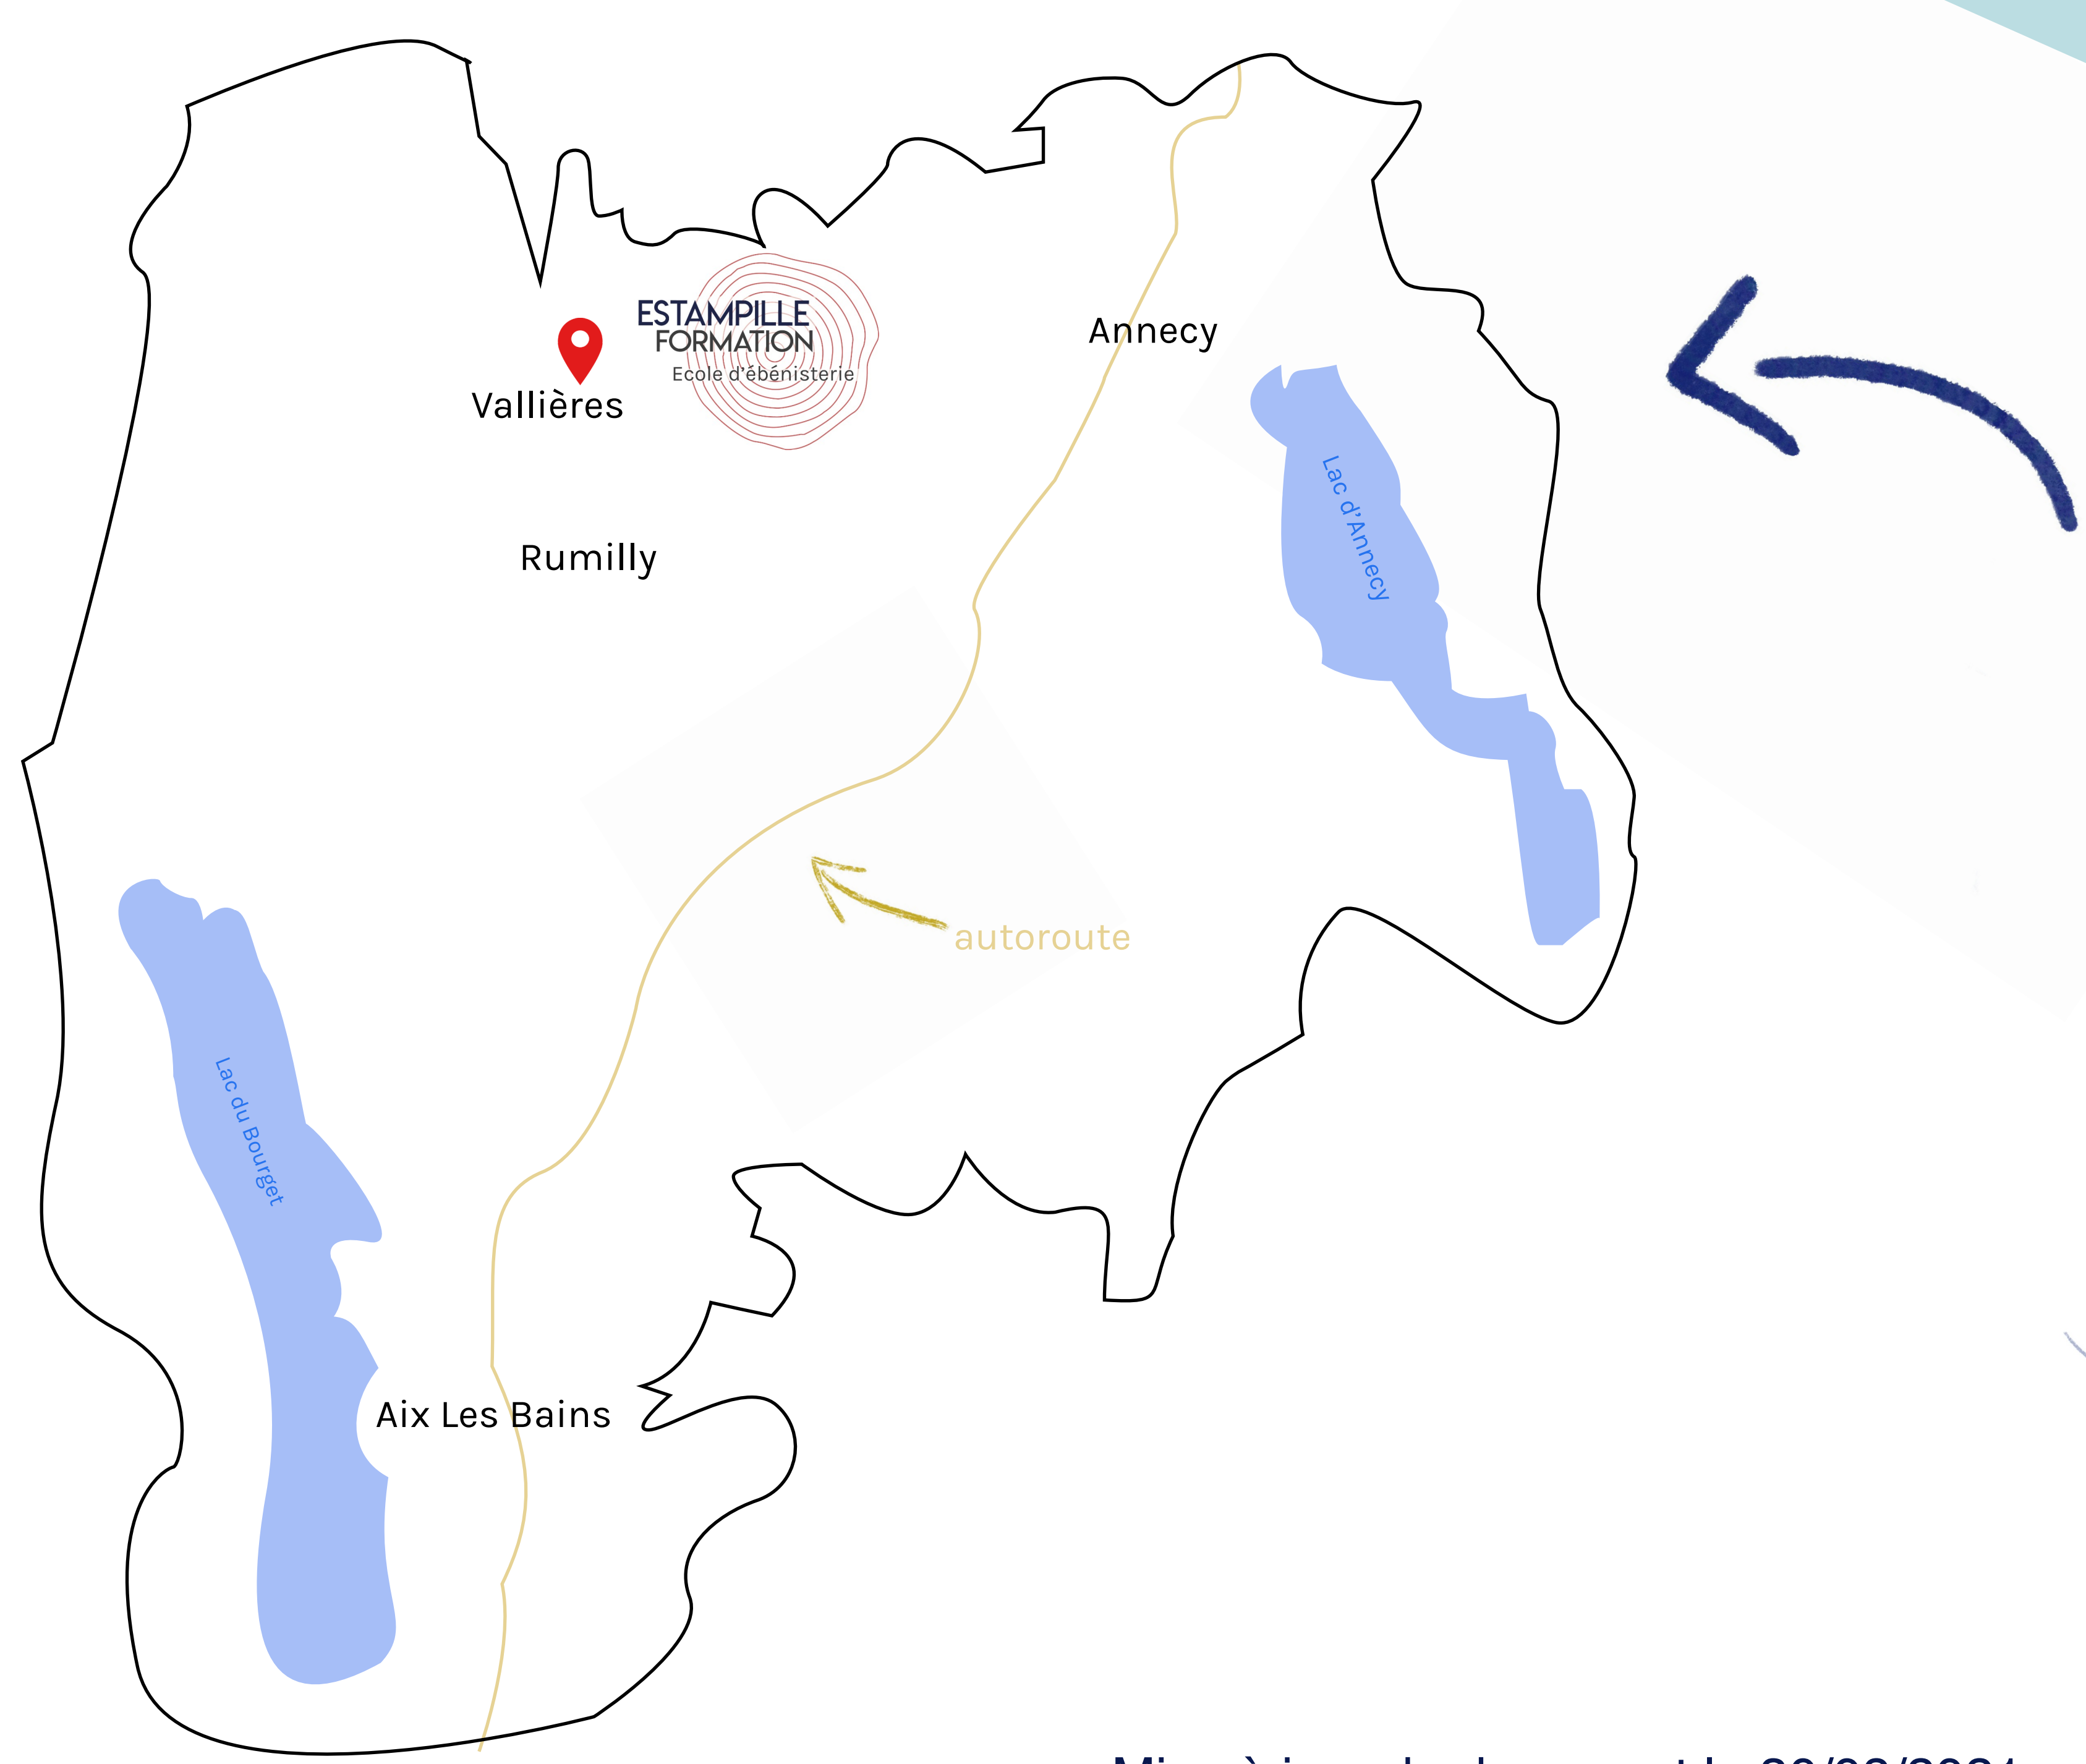 ESTAMPILLE
FORMATION
Ecole d'ébénisterie
Vallières
Annecy
Lac d'Annecy
Rumilly
autoroute
Lac du Bourget
Aix Les Bains